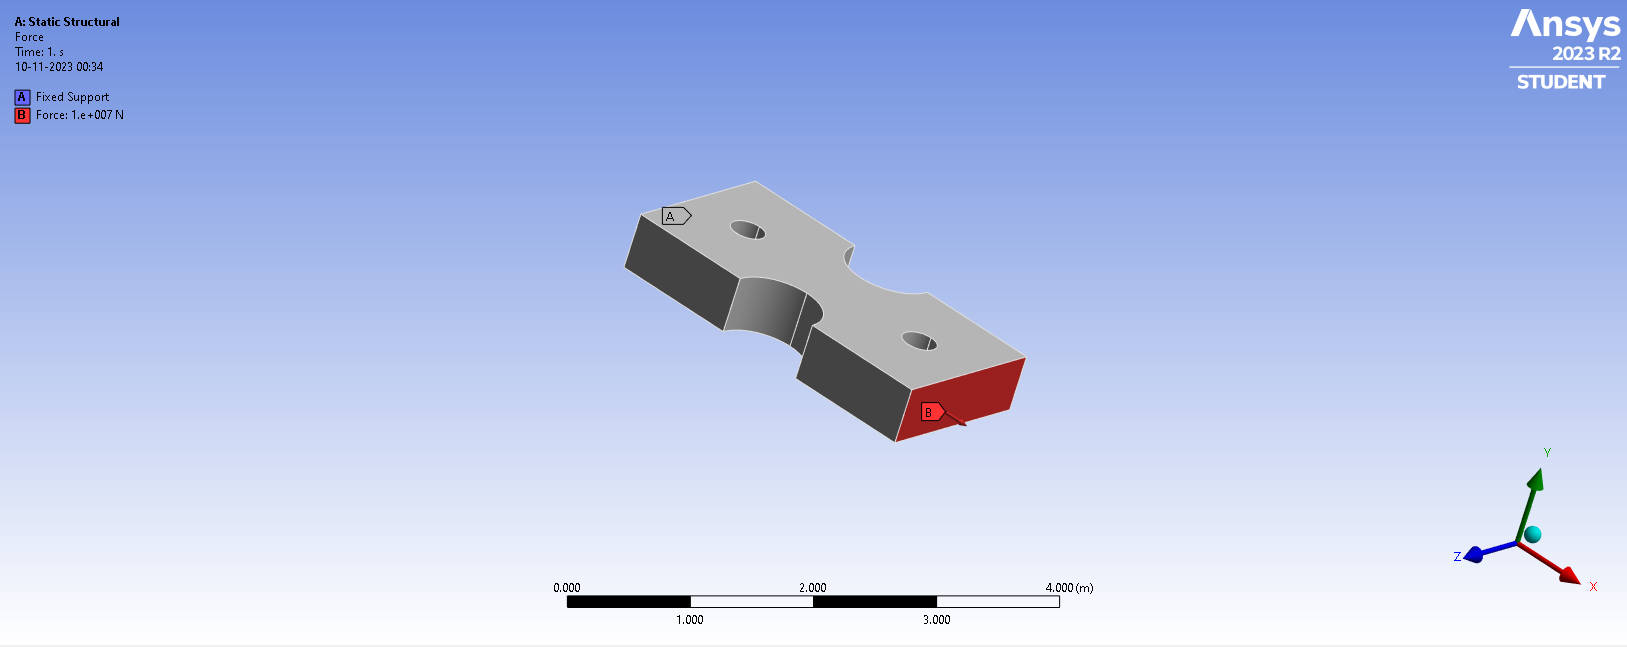 A: Static Structural
Force
Time: 1. s
10-11-2023 00:34
A Fixed Support
B Force: 1.e+007 N
Ansys
2023 R2
STUDENT
A
B
Y
Z
X
0.000 2.000 4.000 (m)
1.000 3.000